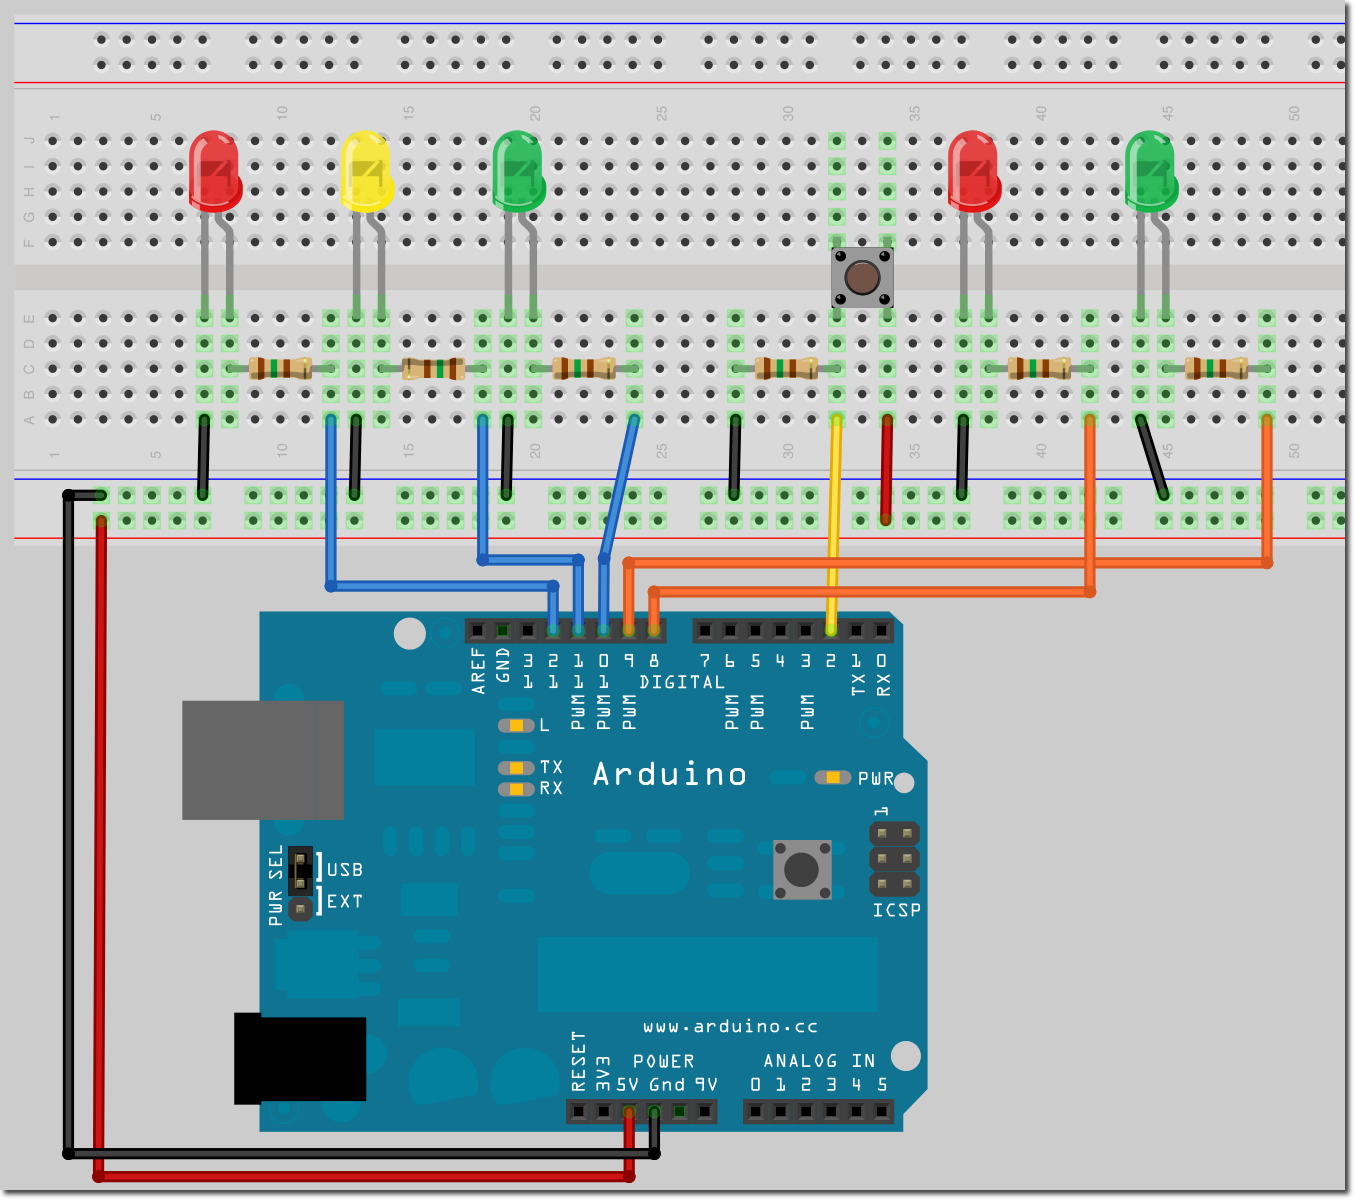 1 5 10 15 20 25 30 35 40 45 50
J
I
H
G
F
E
D
C
B
A
1 5 10 15 20 25 30 35 40 45 50
AREF GND 13 12 11 10 9 8 7 6 5 4 3 2 TX 1 RX 0
DIGITAL
PWM PWM PWM PWM PWM PWM
L
TX
RX
Arduino
PWR
1
ICSP
PWR SEL
USB
EXT
www.arduino.cc
POWER
ANALOG IN
RESET 3V3 5V Gnd 9V 0 1 2 3 4 5